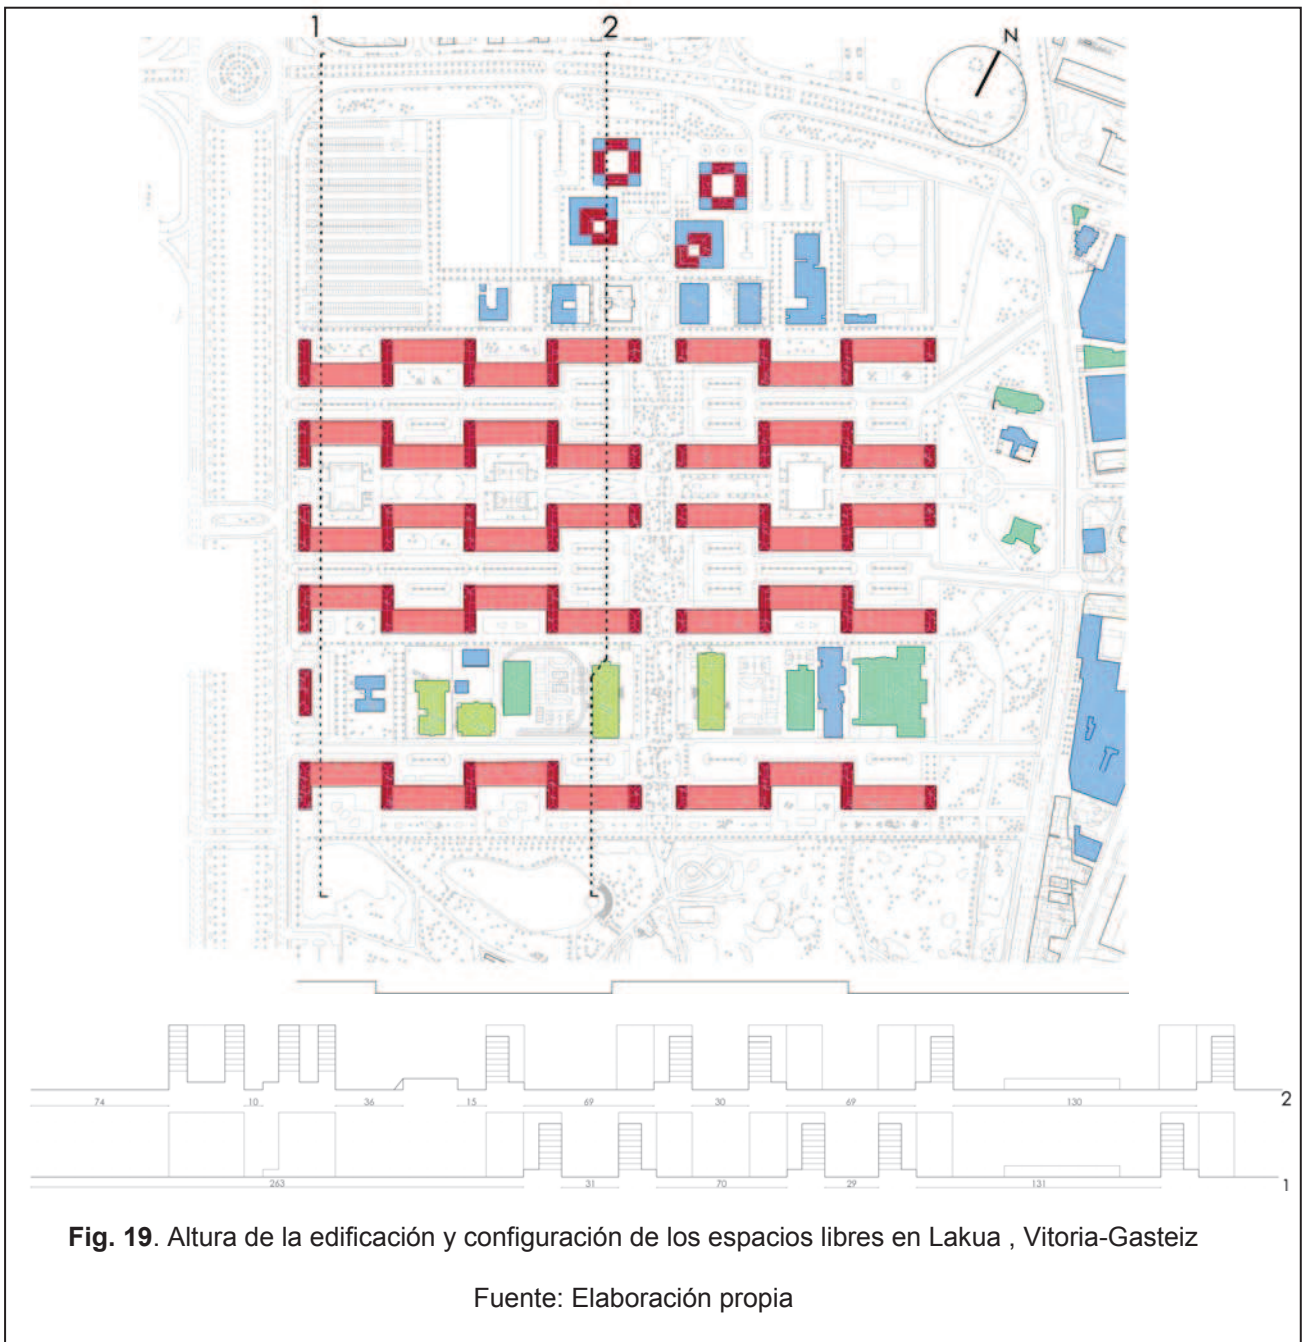 1 2
N
74 10 36 15 69 30 69 130 2
263 31 70 29 131 1
Fig. 19. Altura de la edificación y configuración de los espacios libres en Lakua , Vitoria-Gasteiz
Fuente: Elaboración propia